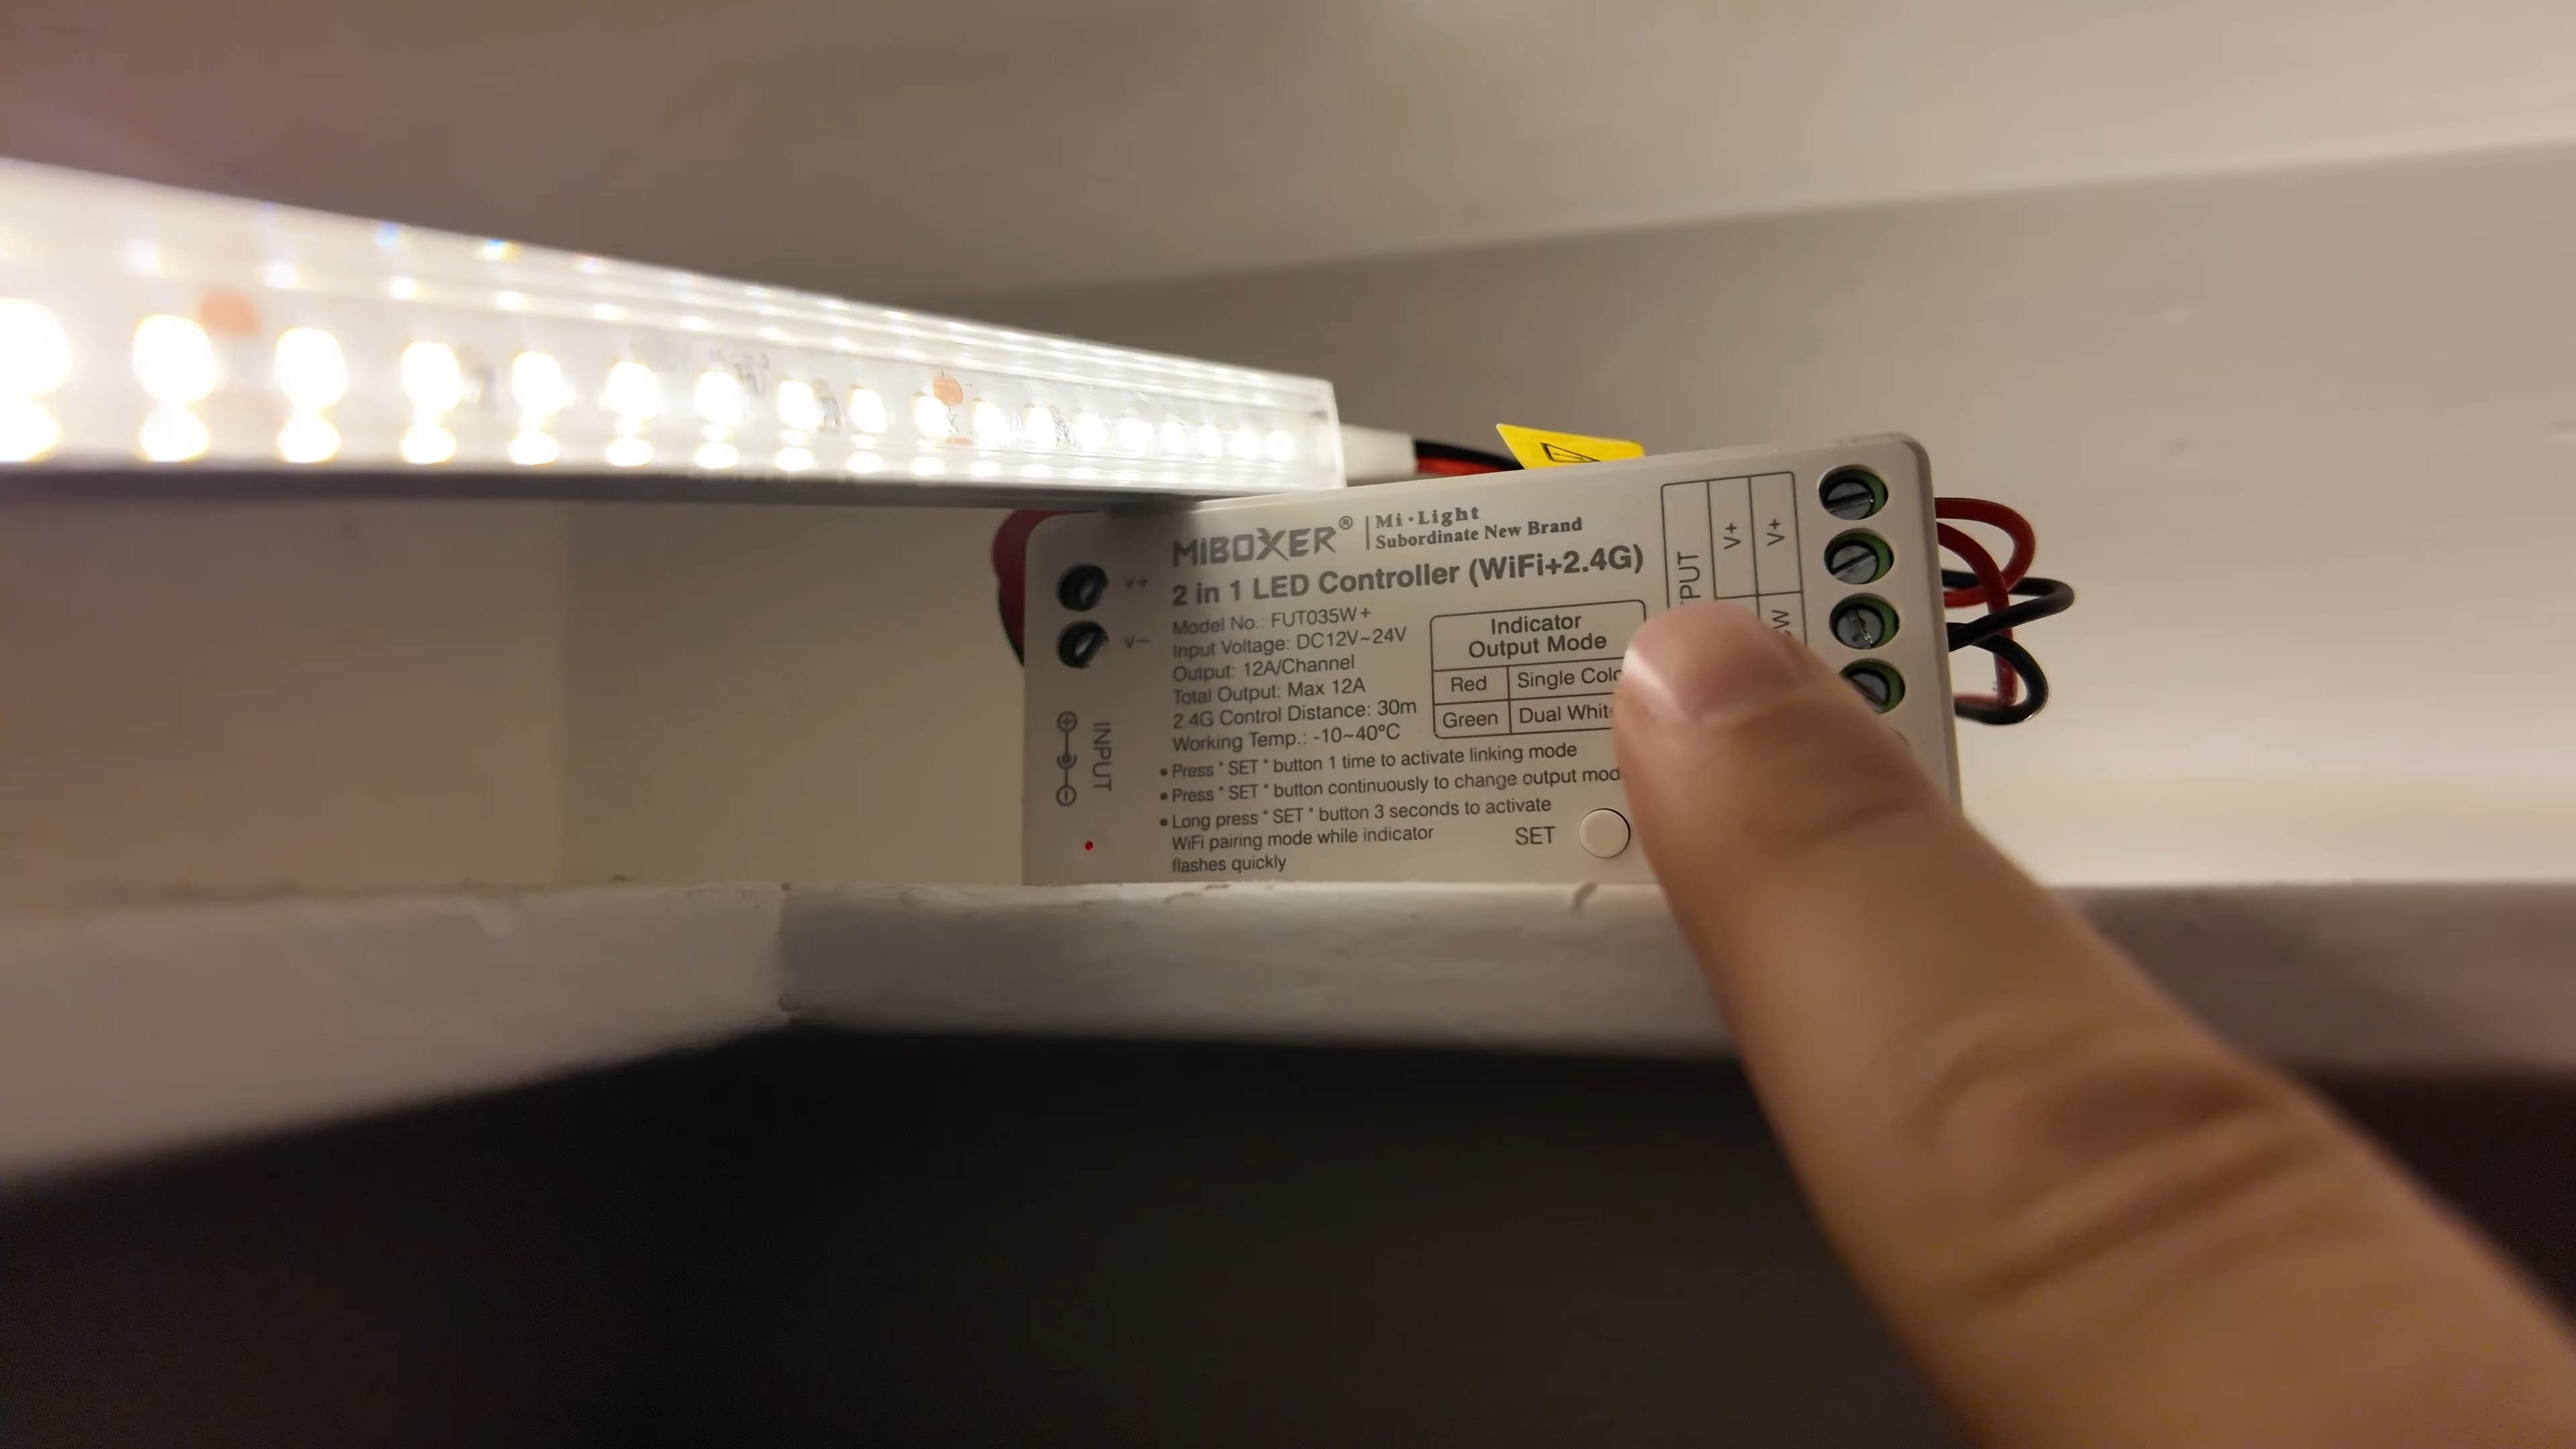 MIBOXER® | Mi·Light
Subordinate New Brand
2 in 1 LED Controller (WiFi+2.4G)
Model No.: FUT035W+
Input Voltage: DC12V~24V
Output: 12A/Channel
Total Output: Max 12A
2.4G Control Distance: 30m
Working Temp.: -10~40°C
Indicator
Output Mode
Red Single Colo
Green Dual Whit
• Press "SET" button 1 time to activate linking mode
• Press "SET" button continuously to change output mod
• Long press "SET" button 3 seconds to activate
WiFi pairing mode while indicator
flashes quickly
SET
V+
V−
INPUT
PUT
V+
V+
W